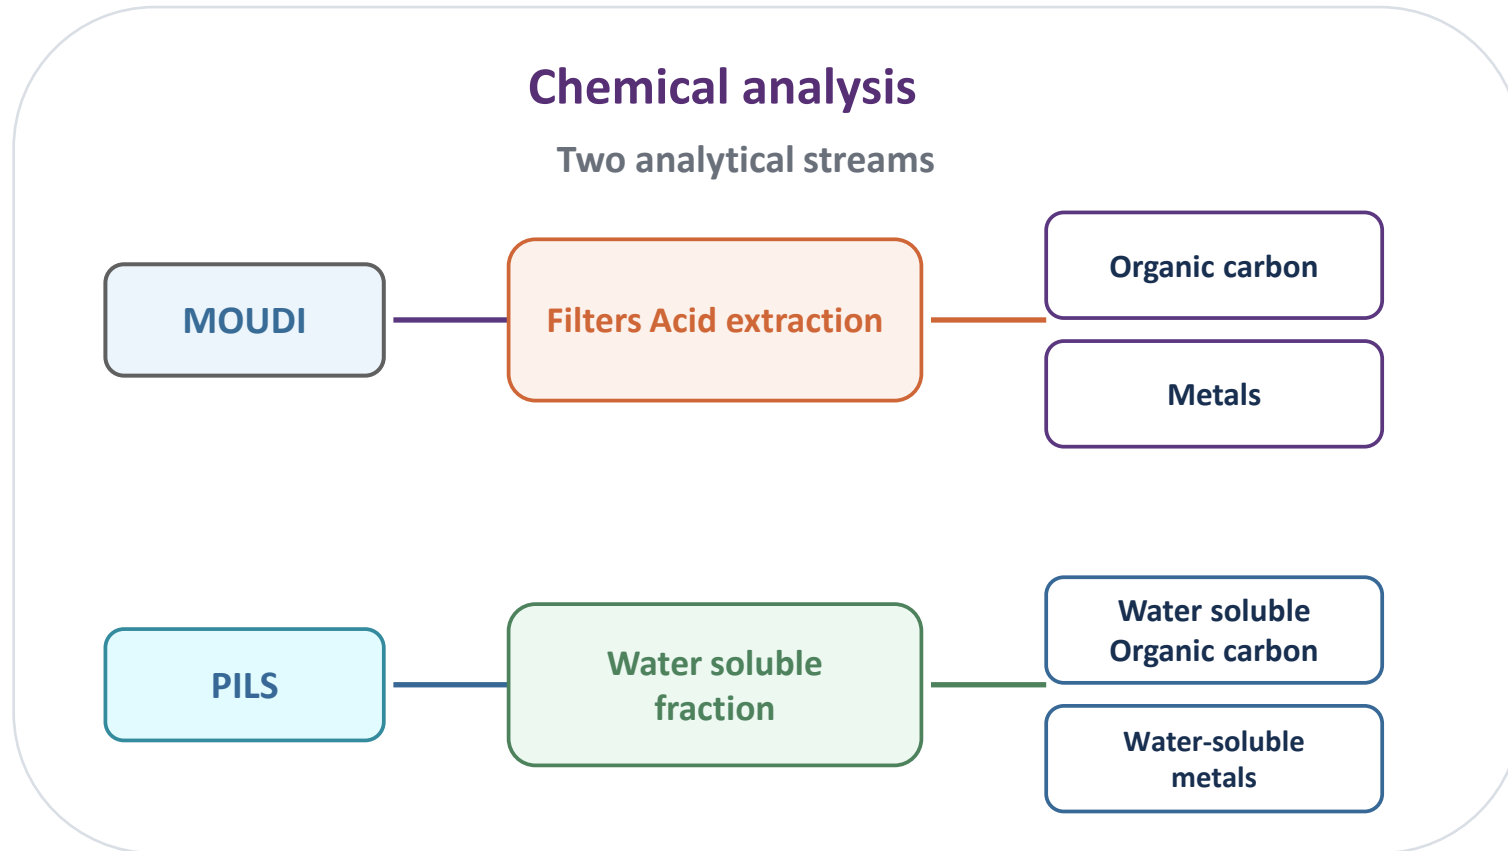 Chemical analysis
Two analytical streams
MOUDI
Filters Acid extraction
Organic carbon
Metals
PILS
Water soluble
fraction
Water soluble
Organic carbon
Water-soluble
metals